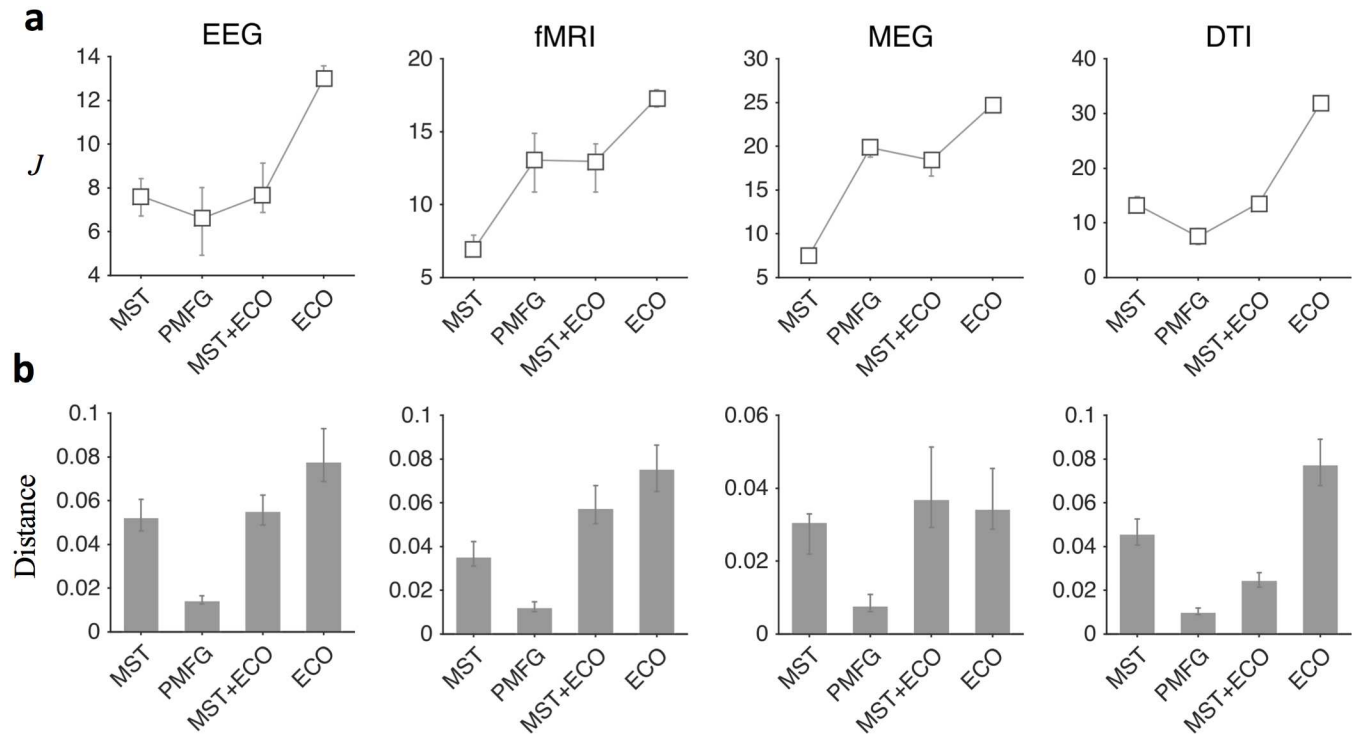 a
EEG fMRI MEG DTI
14 20 30 40
12 15 25 30
10 10 20 20
8 5 15 10
6 10 0
4 5
J
MST PMFG MST+ECO ECO MST PMFG MST+ECO ECO MST PMFG MST+ECO ECO MST PMFG MST+ECO ECO
b
0.1 0.1 0.06 0.1
0.08 0.08 0.04 0.08
0.06 0.06 0.02 0.06
0.04 0.04 0 0.04
0.02 0.02 0.02
0 0 0
Distance
MST PMFG MST+ECO ECO MST PMFG MST+ECO ECO MST PMFG MST+ECO ECO MST PMFG MST+ECO ECO